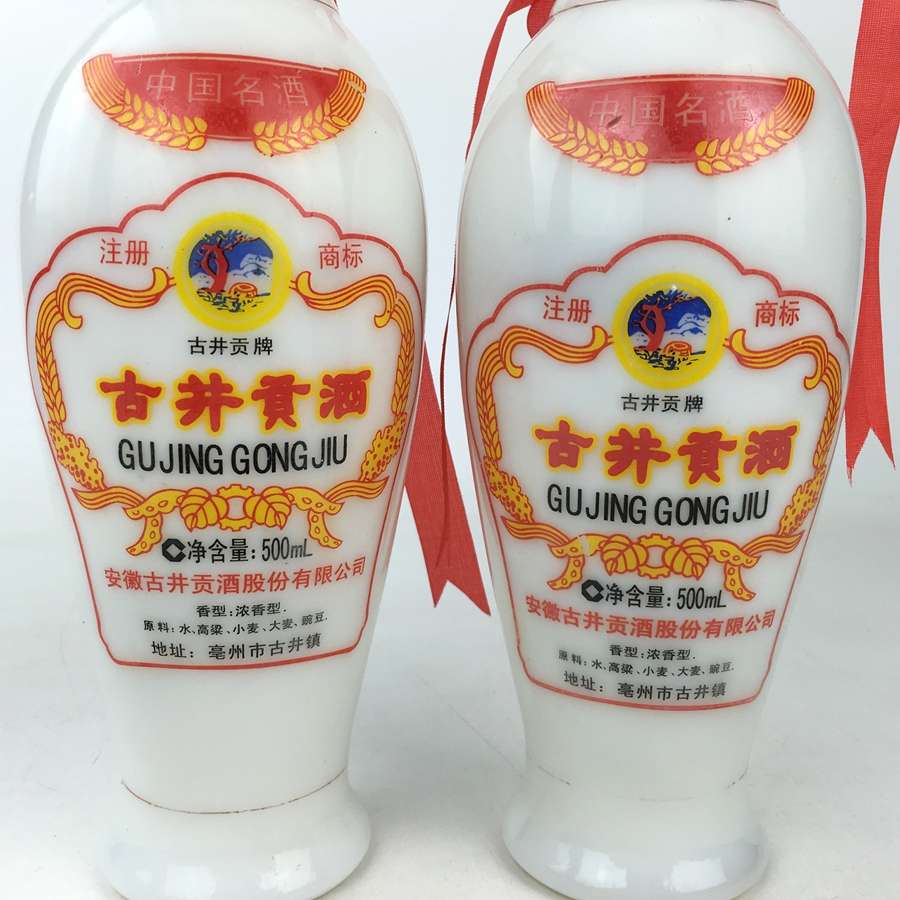 中国名酒
注册 商标
古井贡牌
古井贡酒
GUJING GONGJIU
净含量: 500mL
安徽古井贡酒股份有限公司
香型:浓香型.
原料:水、高粱、小麦、大麦、豌豆.
地址: 亳州市古井镇
中国名酒
注册 商标
古井贡牌
古井贡酒
GUJING GONGJIU
净含量: 500mL
安徽古井贡酒股份有限公司
香型:浓香型.
原料:水、高粱、小麦、大麦、豌豆.
地址: 亳州市古井镇